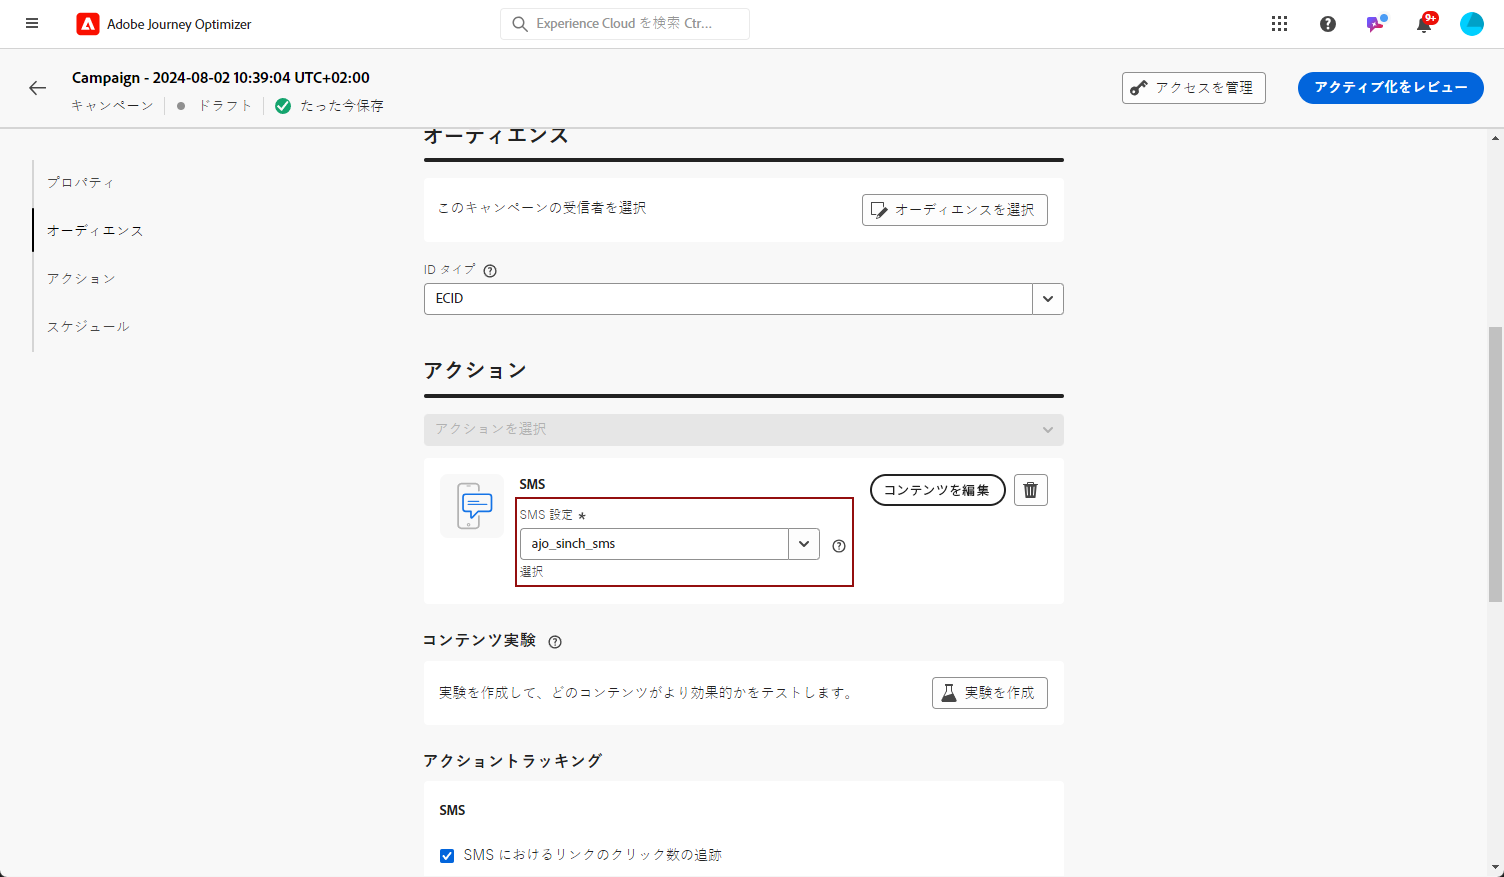 Adobe Journey Optimizer
Experience Cloud を検索 Ctr...
9+
Campaign - 2024-08-02 10:39:04 UTC+02:00
キャンペーン
ドラフト
たった今保存
アクセスを管理
アクティブ化をレビュー
プロパティ
オーディエンス
アクション
スケジュール
オーディエンス
このキャンペーンの受信者を選択
オーディエンスを選択
ID タイプ
ECID
アクション
アクションを選択
SMS
SMS 設定 *
ajo_sinch_sms
選択
コンテンツを編集
コンテンツ実験
実験を作成して、どのコンテンツがより効果的かをテストします。
実験を作成
アクショントラッキング
SMS
SMS におけるリンクのクリック数の追跡